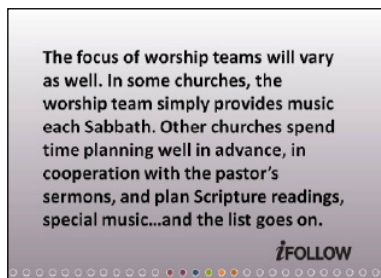 The focus of worship teams will vary
as well. In some churches, the
worship team simply provides music
each Sabbath. Other churches spend
time planning well in advance, in
cooperation with the pastor's
sermons, and plan Scripture readings,
special music...and the list goes on.
iFOLLOW